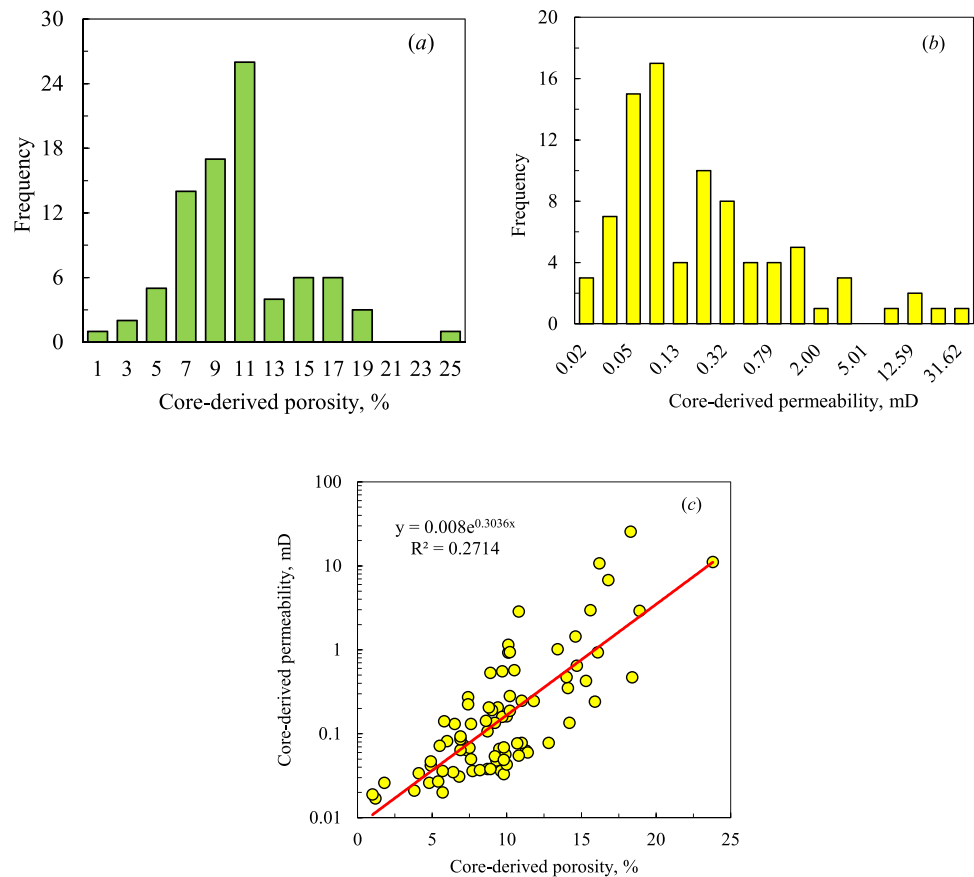 (a)
30
24
18
12
6
0
Frequency
1 3 5 7 9 11 13 15 17 19 21 23 25
Core-derived porosity, %
(b)
20
16
12
8
4
0
Frequency
0.02 0.05 0.13 0.32 0.79 2.00 5.01 12.59 31.62
Core-derived permeability, mD
(c)
100
10
1
0.1
0.01
Core-derived permeability, mD
y = 0.008e^0.3036x
R² = 0.2714
0 5 10 15 20 25
Core-derived porosity, %